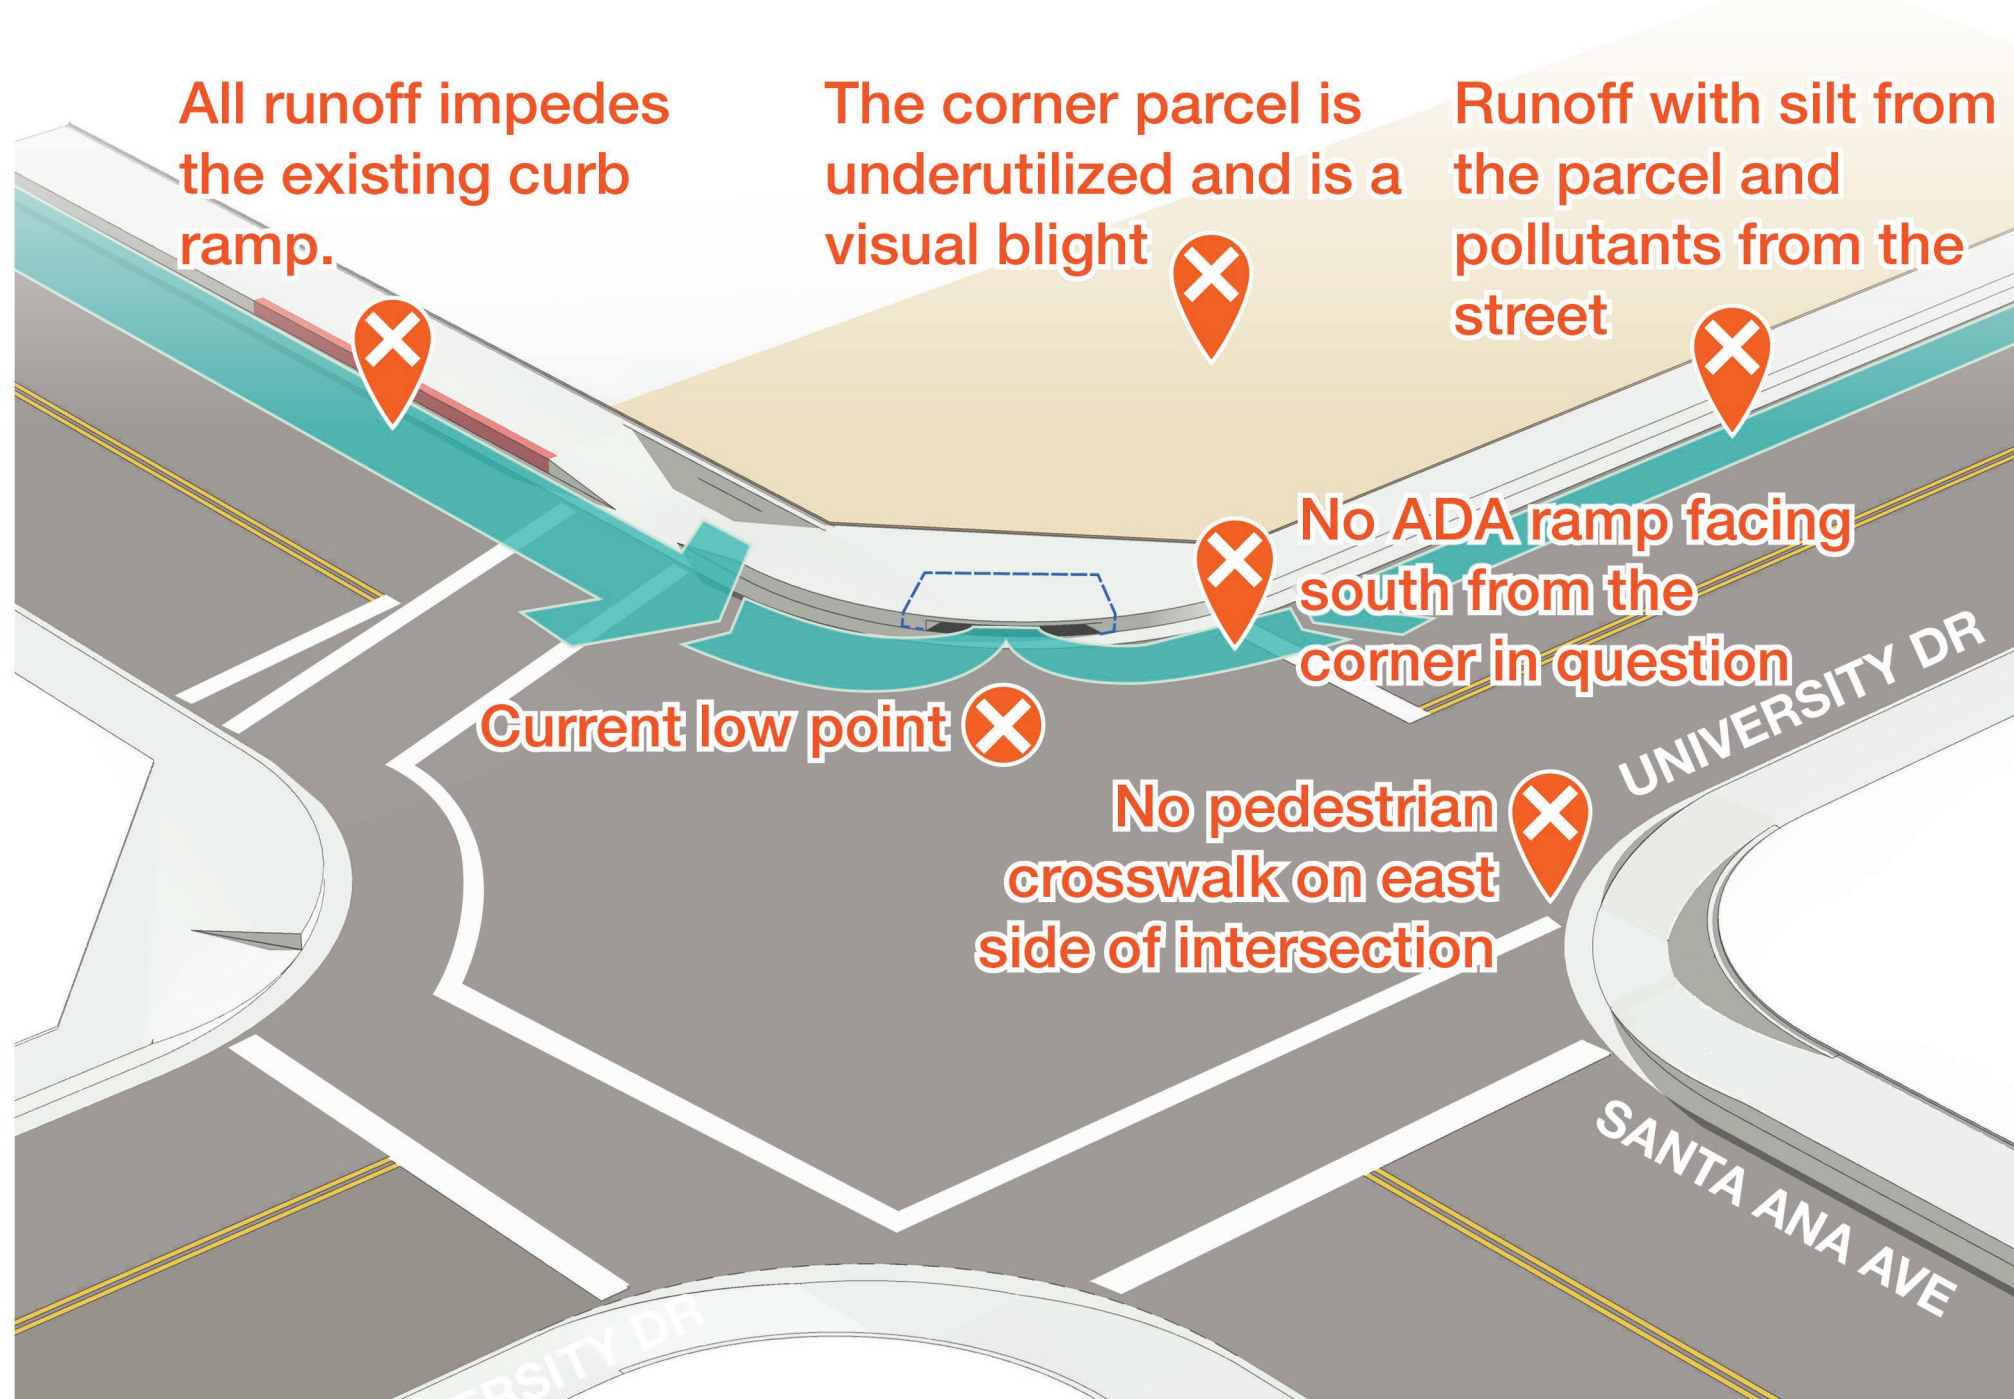 All runoff impedes
the existing curb
ramp.
The corner parcel is
underutilized and is a
visual blight
Runoff with silt from
the parcel and
pollutants from the
street
No ADA ramp facing
south from the
corner in question
Current low point
No pedestrian
crosswalk on east
side of intersection
UNIVERSITY DR
SANTA ANA AVE
ERSITY DR